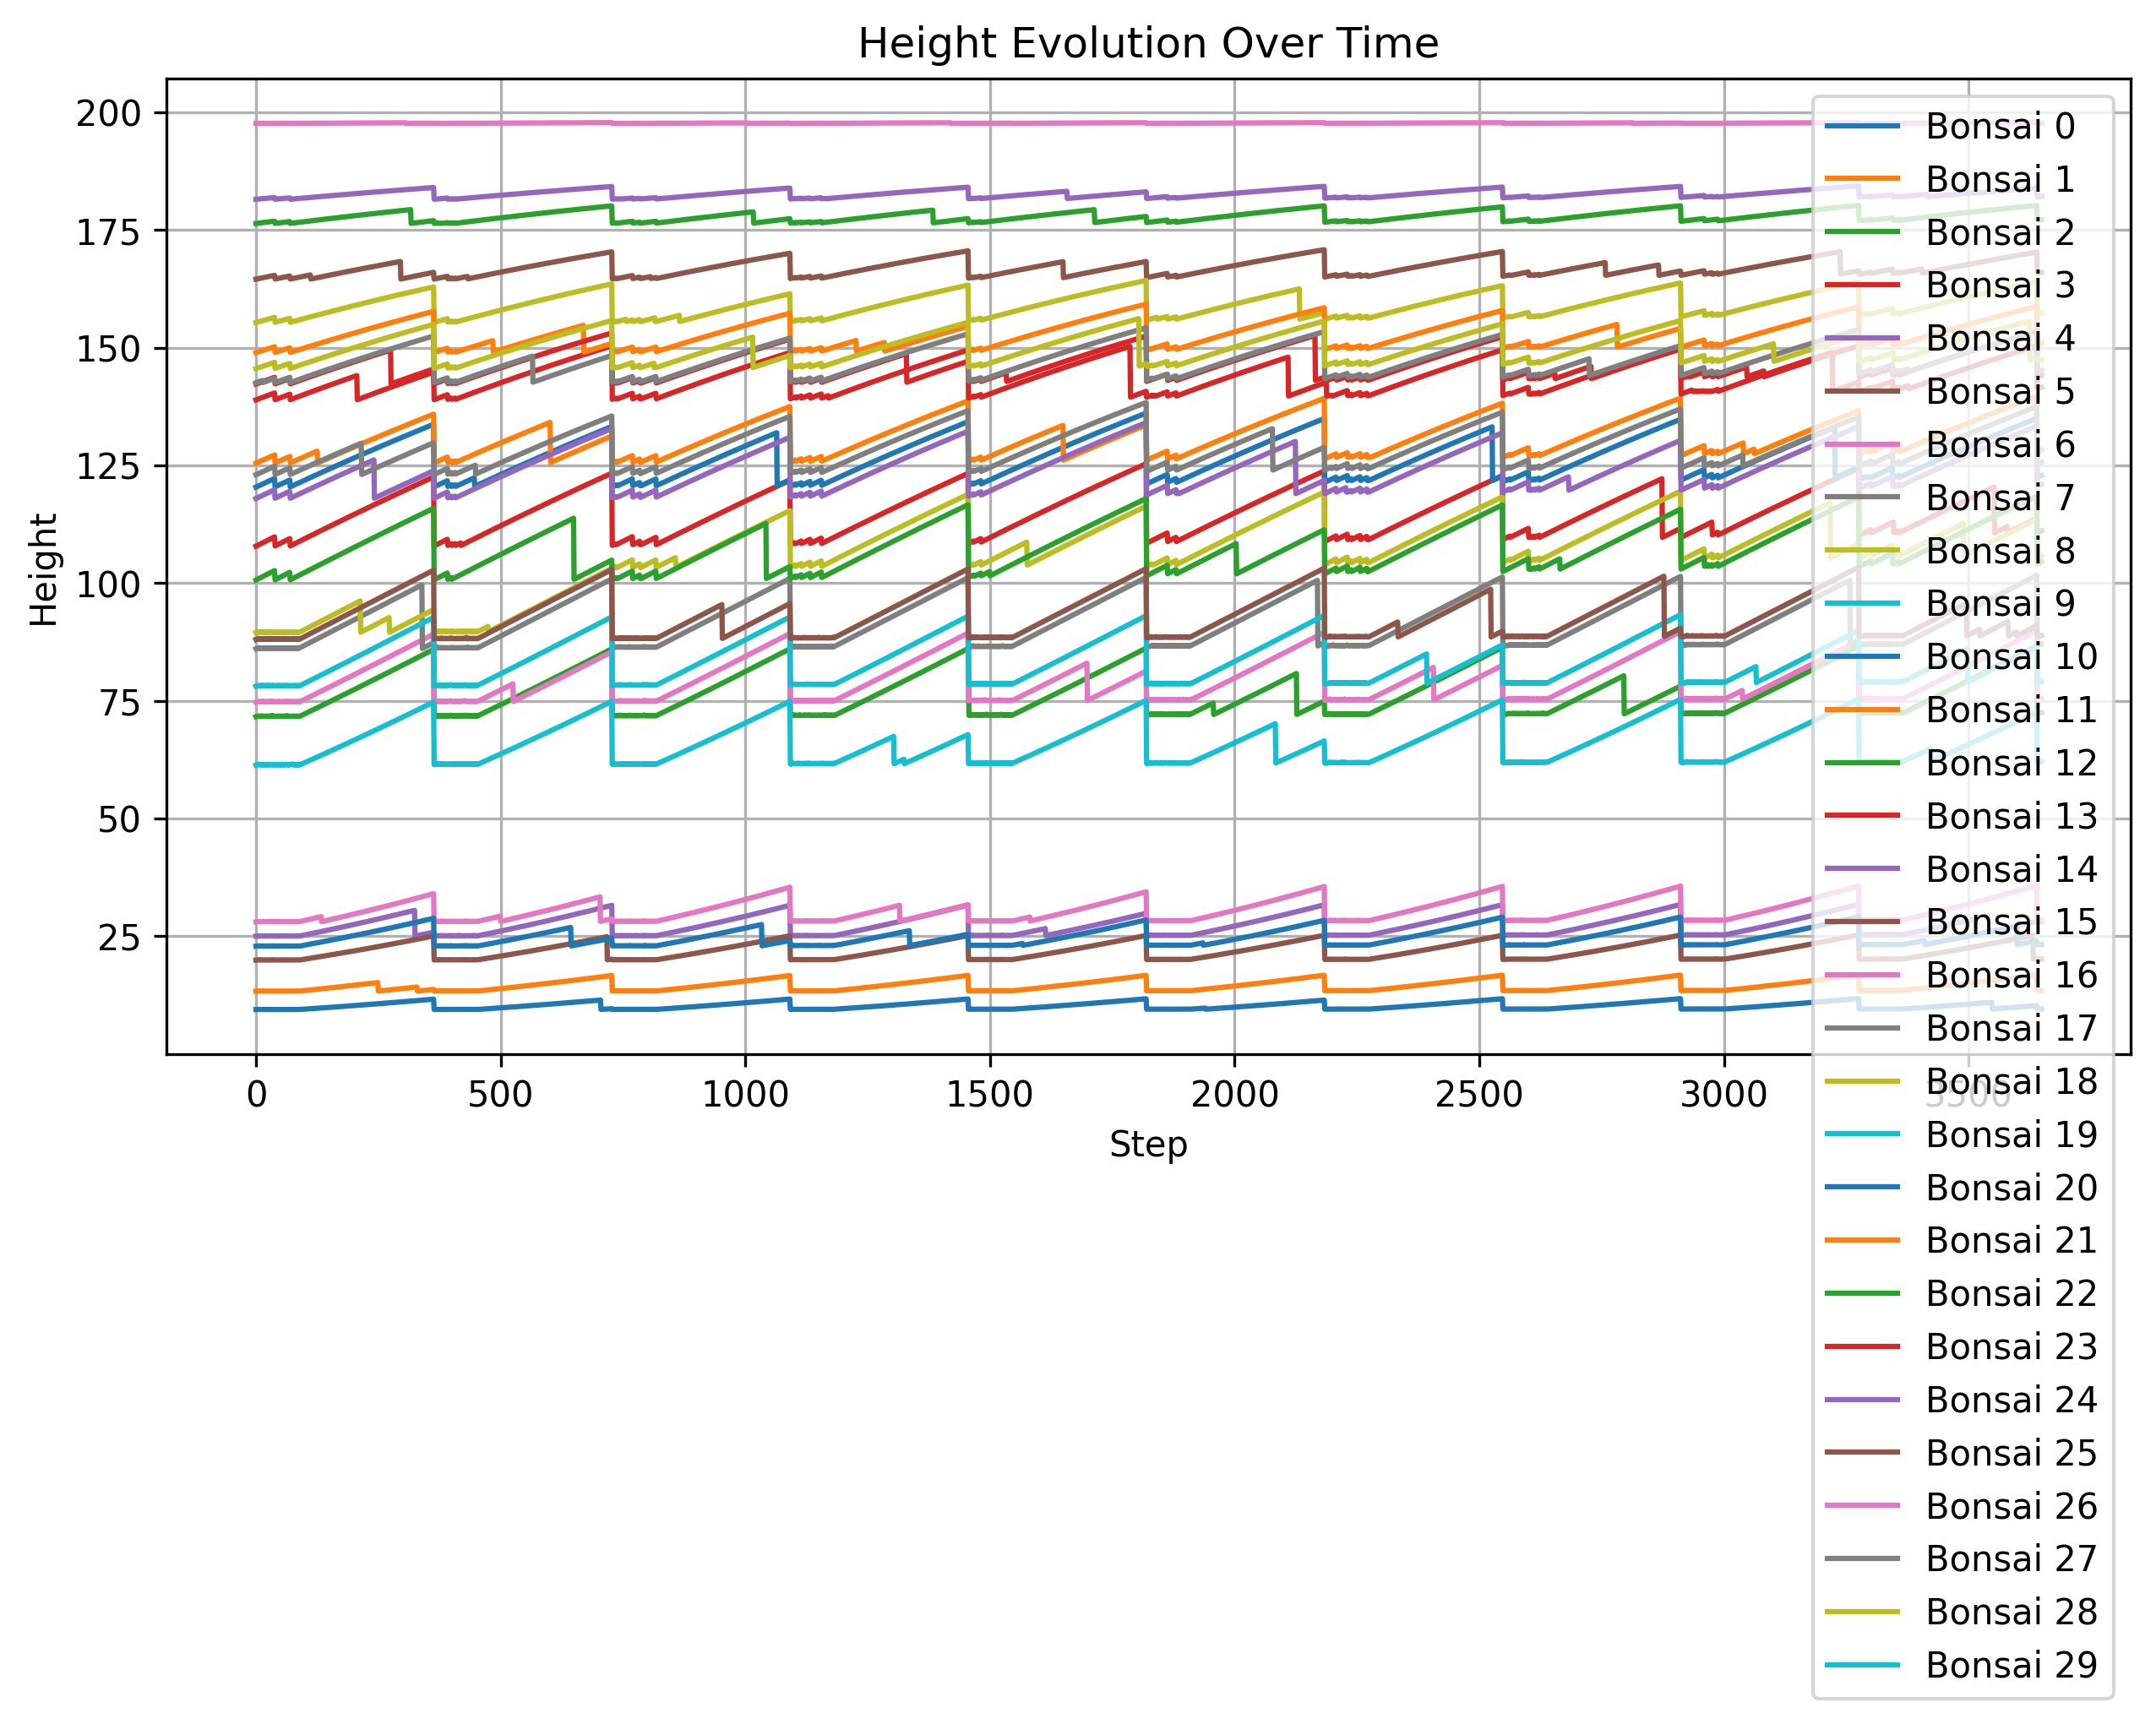 Height Evolution Over Time
Height
200
175
150
125
100
75
50
25
0
500
1000
1500
2000
2500
3000
3500
Step
Bonsai 0
Bonsai 1
Bonsai 2
Bonsai 3
Bonsai 4
Bonsai 5
Bonsai 6
Bonsai 7
Bonsai 8
Bonsai 9
Bonsai 10
Bonsai 11
Bonsai 12
Bonsai 13
Bonsai 14
Bonsai 15
Bonsai 16
Bonsai 17
Bonsai 18
Bonsai 19
Bonsai 20
Bonsai 21
Bonsai 22
Bonsai 23
Bonsai 24
Bonsai 25
Bonsai 26
Bonsai 27
Bonsai 28
Bonsai 29